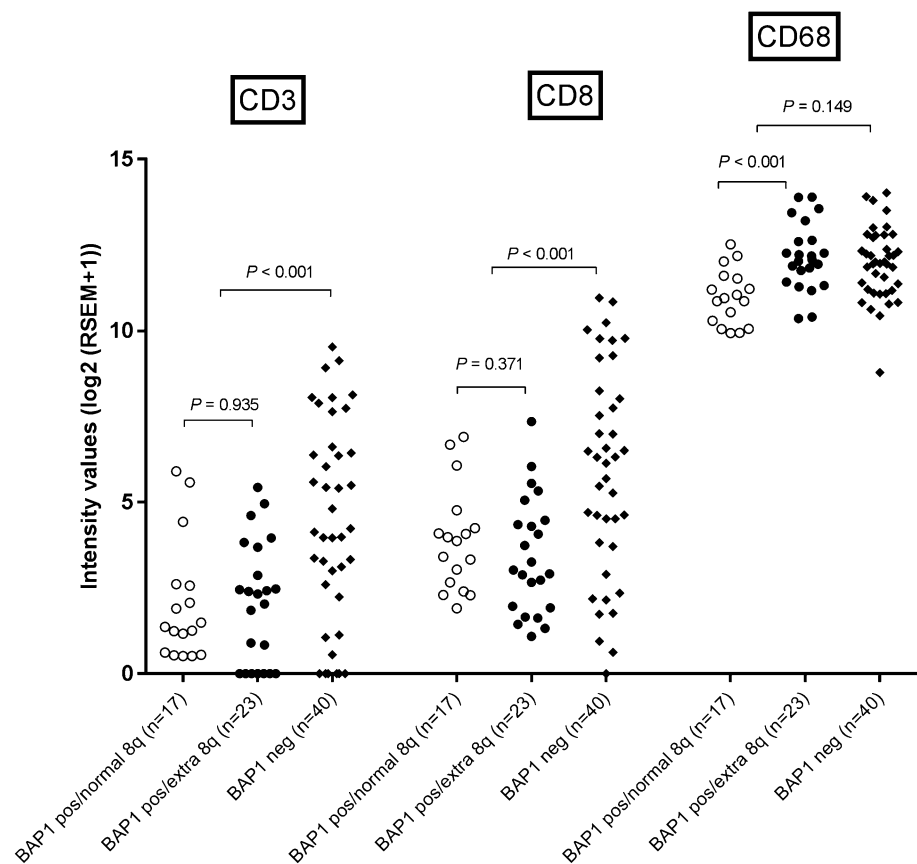 CD68
CD3
CD8
P = 0.149
P < 0.001
P < 0.001
P < 0.001
P = 0.371
P = 0.935
Intensity values (log2 (RSEM+1))
15
10
5
0
BAP1 pos/normal 8q (n=17)
BAP1 pos/extra 8q (n=23)
BAP1 neg (n=40)
BAP1 pos/normal 8q (n=17)
BAP1 pos/extra 8q (n=23)
BAP1 neg (n=40)
BAP1 pos/normal 8q (n=17)
BAP1 pos/extra 8q (n=23)
BAP1 neg (n=40)